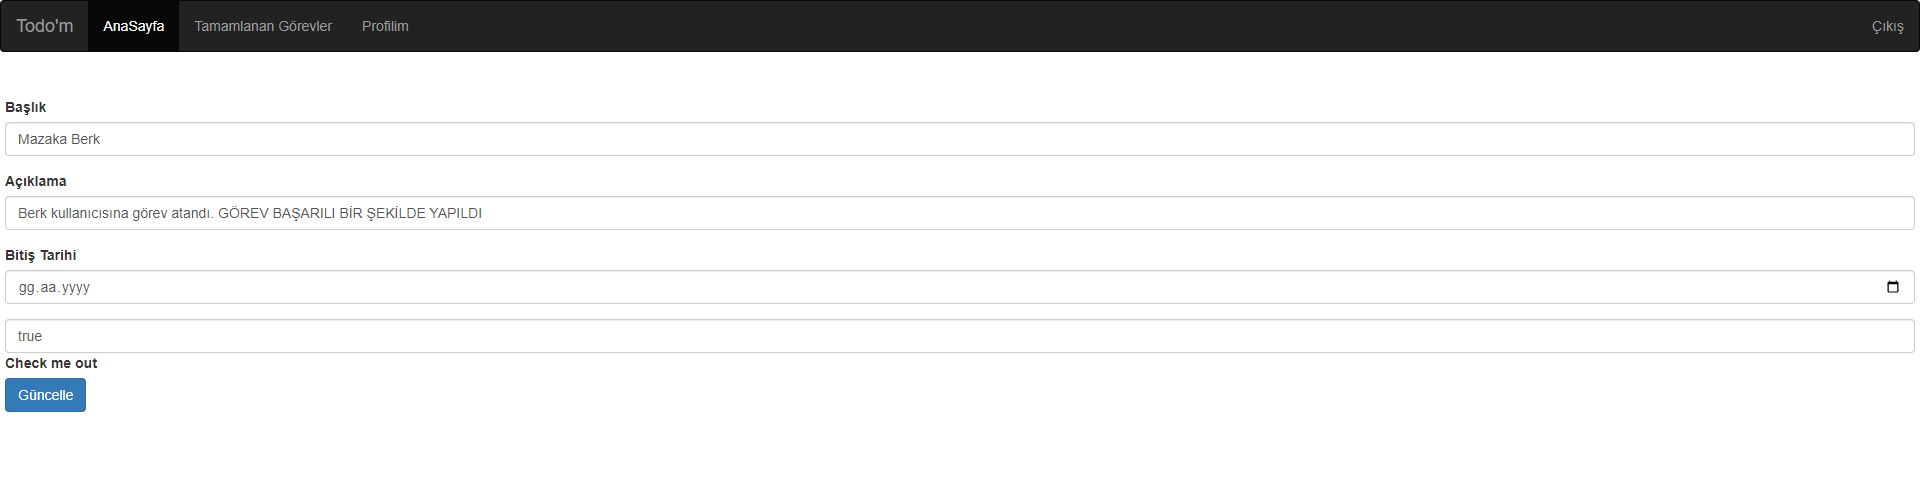 Todo'm AnaSayfa Tamamlanan Görevler Profilim Çıkış
Başlık
Mazaka Berk
Açıklama
Berk kullanıcısına görev atandı. GÖREV BAŞARILI BİR ŞEKİLDE YAPILDI
Bitiş Tarihi
gg.aa.yyyy
true
Check me out
Güncelle